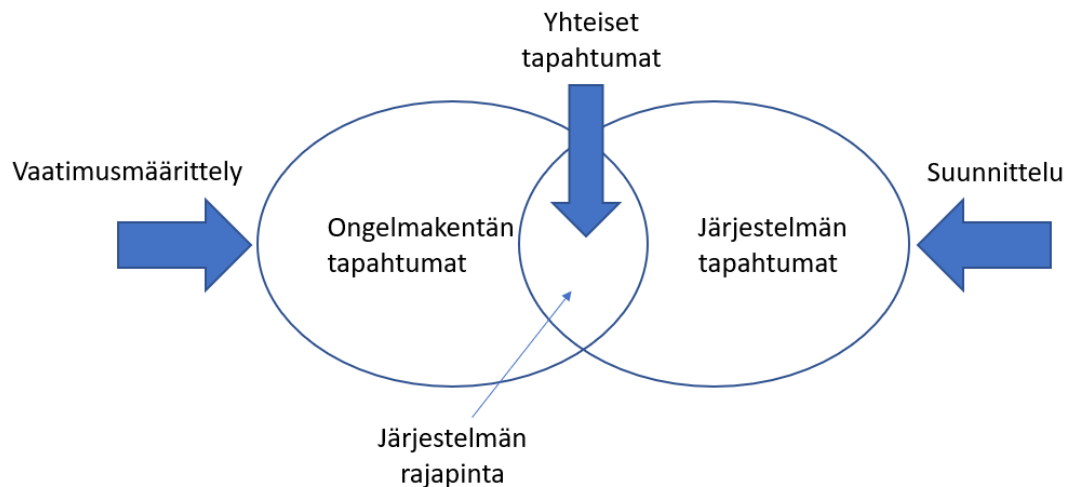 Yhteiset
tapahtumat
Vaatimusmäärittely
Suunnittelu
Ongelmakentän
tapahtumat
Järjestelmän
tapahtumat
Järjestelmän
rajapinta